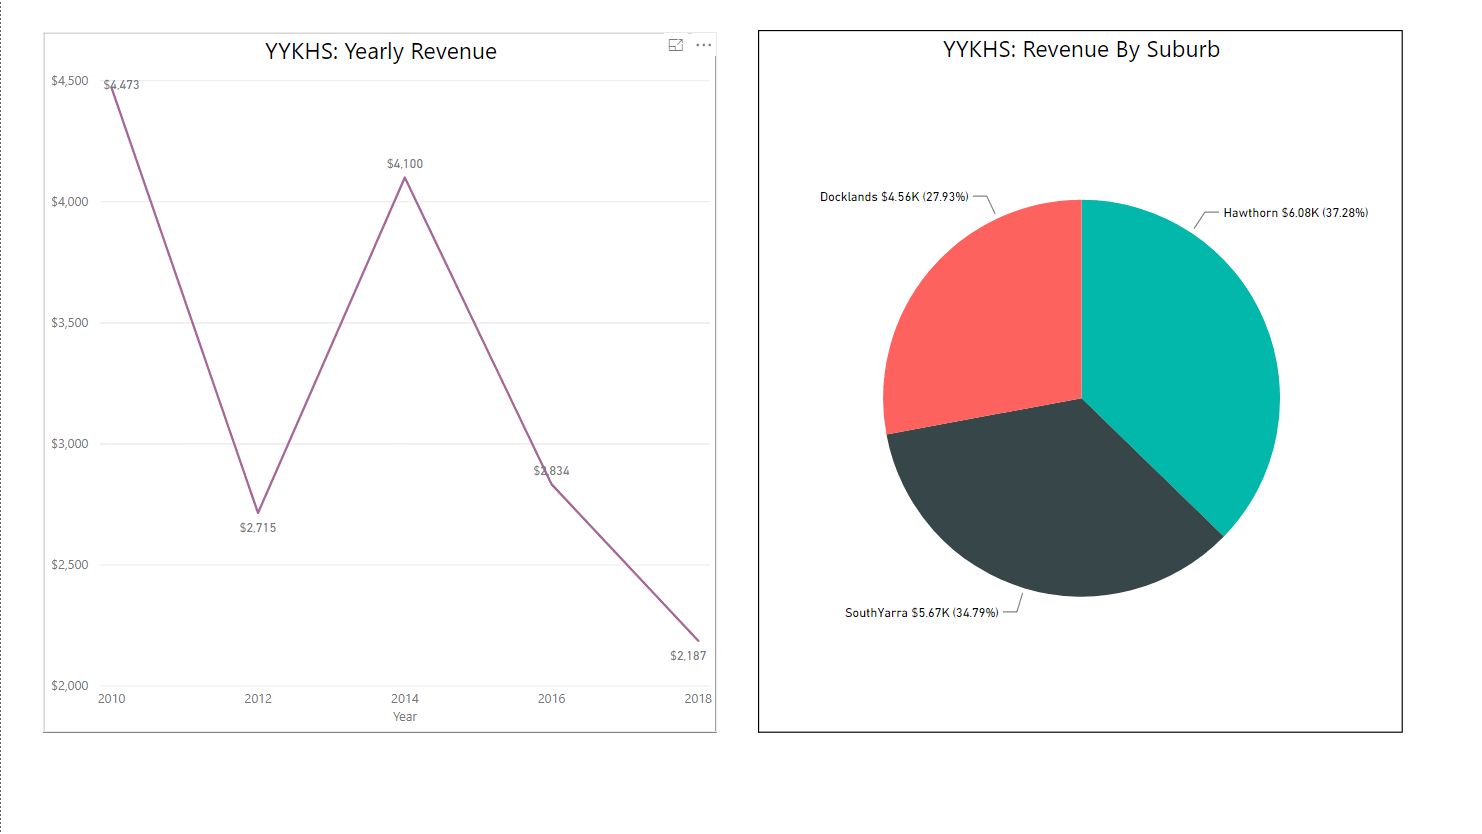 YYKHS: Yearly Revenue
$4,500
$4,473
$4,100
$4,000
$3,500
$3,000
$2,834
$2,715
$2,500
$2,187
$2,000
2010 2012 2014 2016 2018
Year
YYKHS: Revenue By Suburb
Docklands $4.56K (27.93%)
Hawthorn $6.08K (37.28%)
SouthYarra $5.67K (34.79%)